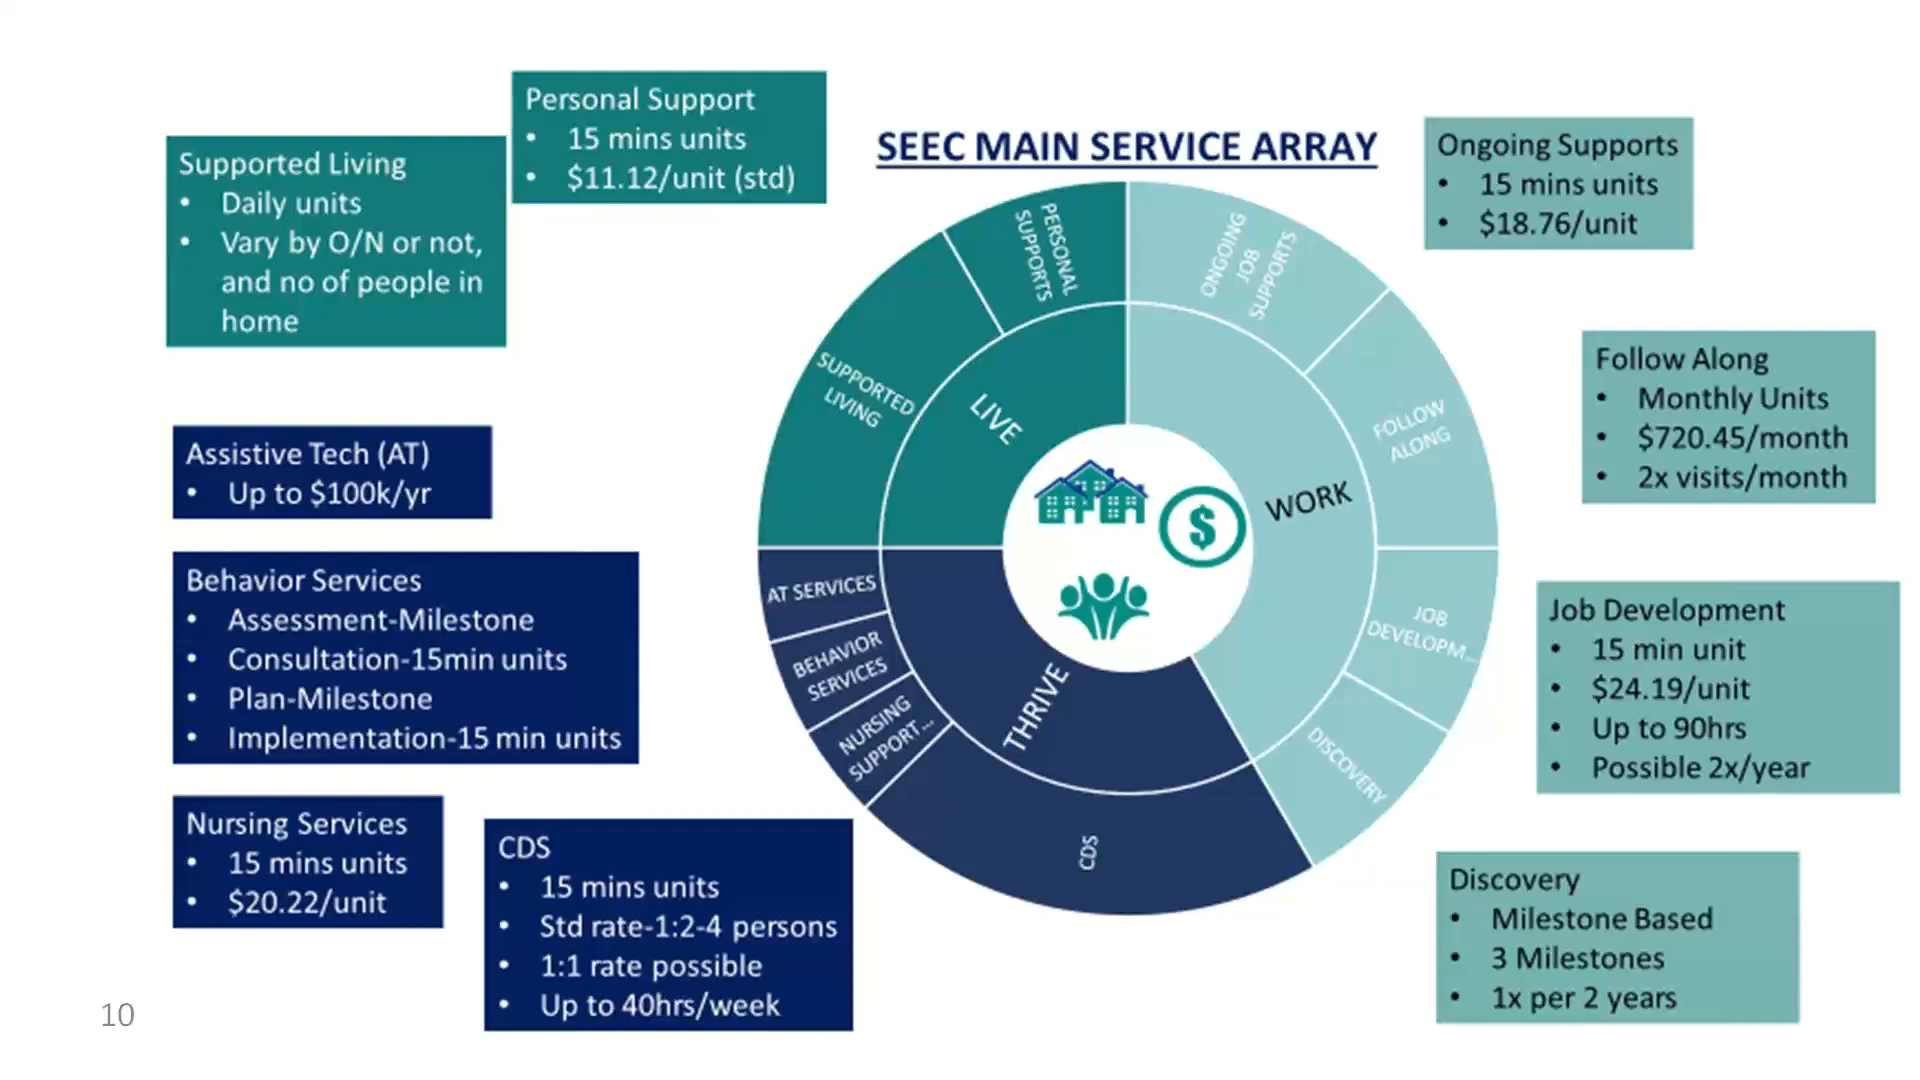 Personal Support
• 15 mins units
• $11.12/unit (std)
SEEC MAIN SERVICE ARRAY
Ongoing Supports
• 15 mins units
• $18.76/unit
Supported Living
• Daily units
• Vary by O/N or not,
and no of people in
home
PERSONAL
SUPPORTS
ONGOING
JOB
SUPPORTS
Follow Along
• Monthly Units
• $720.45/month
• 2x visits/month
SUPPORTED
LIVING
LIVE
FOLLOW
ALONG
WORK
Assistive Tech (AT)
• Up to $100k/yr
$
Behavior Services
• Assessment-Milestone
• Consultation-15min units
• Plan-Milestone
• Implementation-15 min units
AT SERVICES
BEHAVIOR
SERVICES
NURSING
SUPPORT...
THRIVE
JOB
DEVELOPM...
DISCOVERY
Job Development
• 15 min unit
• $24.19/unit
• Up to 90hrs
• Possible 2x/year
Nursing Services
• 15 mins units
• $20.22/unit
CDS
• 15 mins units
• Std rate-1:2-4 persons
• 1:1 rate possible
• Up to 40hrs/week
CDS
Discovery
• Milestone Based
• 3 Milestones
• 1x per 2 years
10